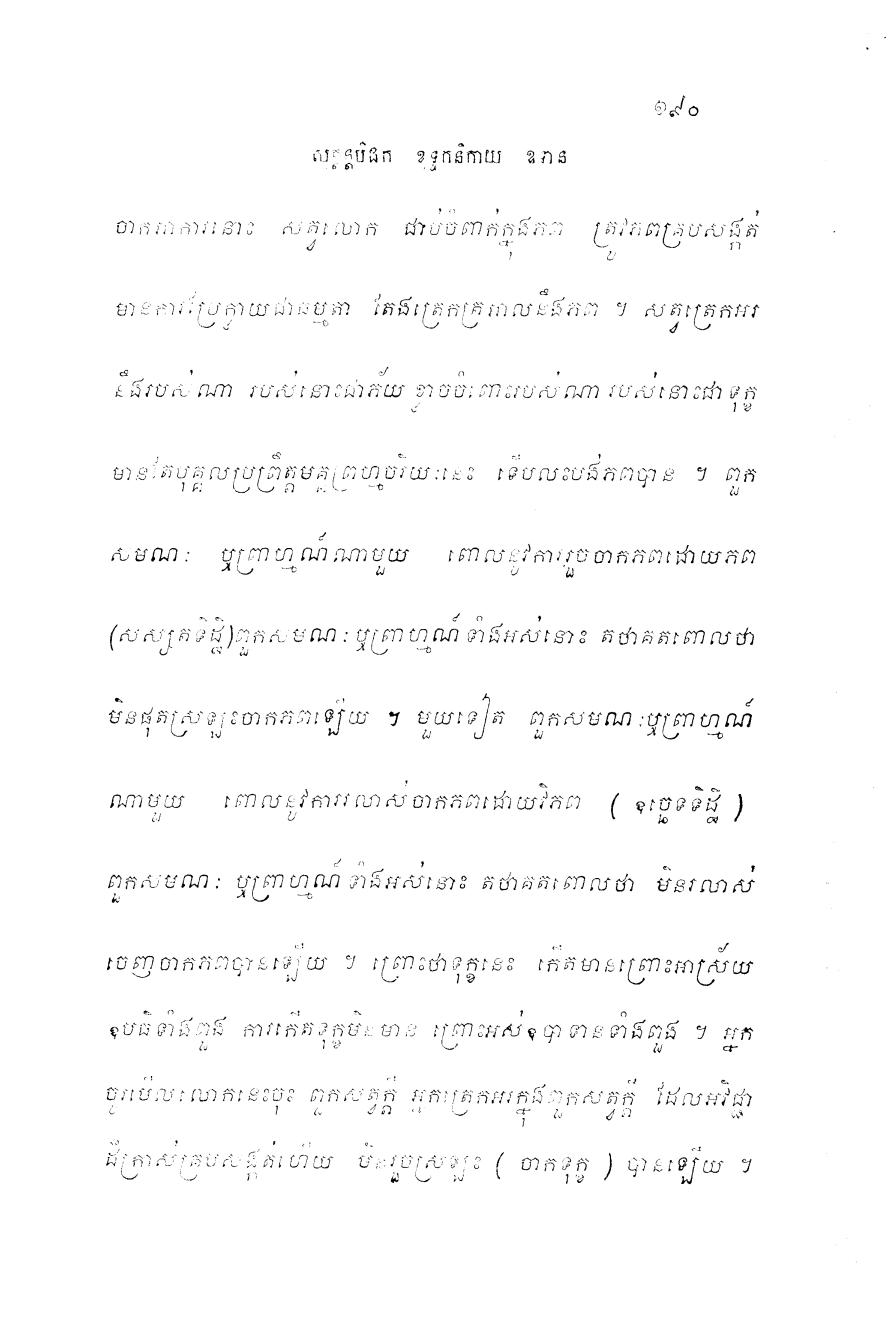 ១៩០
សុត្តន្តបិដក ខុទ្ទកនិកាយ ឧទាន
ចាកអាការនោះ សត្វលោក ជាប់ចំពាក់ក្នុងភព ត្រូវភពគ្របសង្កត់
មានការប្រែក្លាយជាធម្មតា តែងត្រេកត្រអាលនឹងភព ។ សត្វត្រេកអរ
នឹងរបស់ណា របស់នោះជាភ័យ ខ្លាចចំពោះរបស់ណា របស់នោះជាទុក្ខ
មានតែបុគ្គលប្រព្រឹត្តមគ្គព្រហ្មចរិយៈនេះ ទើបលះបង់ភពបាន ។ ពួក
សមណៈ ឬព្រាហ្មណ៍ណាមួយ ពោលនូវការរួចចាកភពដោយភព
(សស្សតទិដ្ឋិ)ពួកសមណៈឬព្រាហ្មណ៍ទាំងអស់នោះ តថាគតពោលថា
មិនផុតស្រឡះចាកភពឡើយ ។ មួយទៀត ពួកសមណៈឬព្រាហ្មណ៍
ណាមួយ ពោលនូវការរលាស់ចាកភពដោយវិភព ( ឧច្ឆេទទិដ្ឋិ )
ពួកសមណៈ ឬព្រាហ្មណ៍ទាំងអស់នោះ តថាគតពោលថា មិនរលាស់
ចេញចាកភពបានឡើយ ។ ព្រោះថាទុក្ខនេះ កើតមានព្រោះអាស្រ័យ
ឧបធិទាំងពួង ការកើតទុក្ខមិនមាន ព្រោះអស់ឧបាទានទាំងពួង ។ អ្នក
ចូរមើលលោកនេះចុះ ពួកសត្វក្តី អ្នកត្រេកអរក្នុងពួកសត្វក្តី ដែលអវិជ្ជា
ដ៏ក្រាស់គ្របសង្កត់ហើយ មិនរួចស្រឡះ ( ចាកទុក្ខ ) បានឡើយ ។